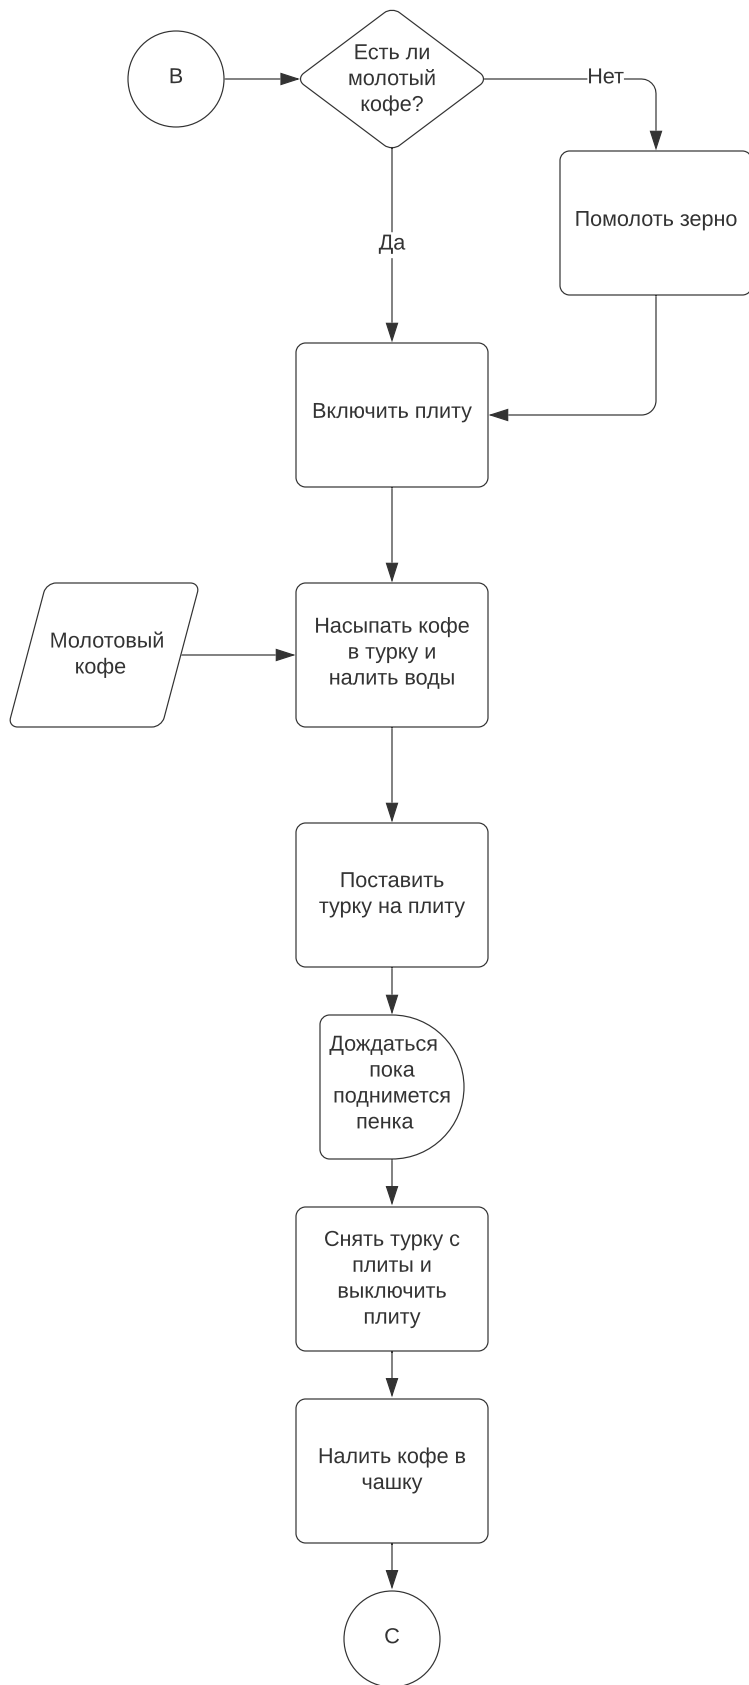 B
Есть ли
молотый
кофе?
Нет
Помолоть зерно
Да
Включить плиту
Молотовый
кофе
Насыпать кофе
в турку и
налить воды
Поставить
турку на плиту
Дождаться
пока
поднимется
пенка
Снять турку с
плиты и
выключить
плиту
Налить кофе в
чашку
C